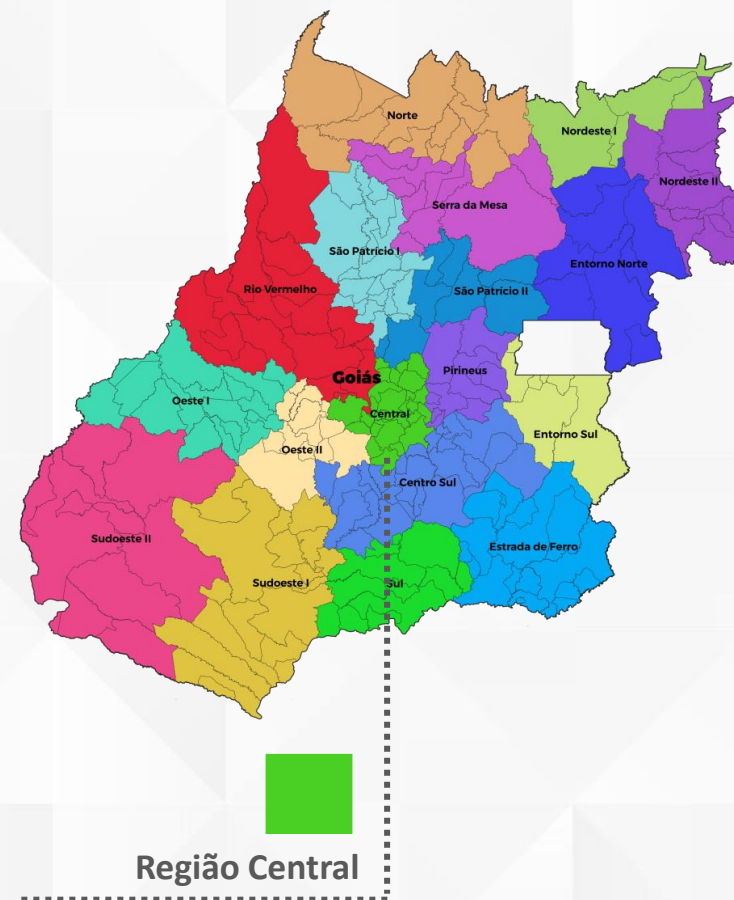 Norte
Nordeste I
Nordeste II
Serra da Mesa
São Patrício I
Entorno Norte
Rio Vermelho
São Patrício II
Goiás
Pirineus
Oeste I
Central
Entorno Sul
Oeste II
Centro Sul
Sudoeste II
Estrada de Ferro
Sudoeste I
Sul
Região Central